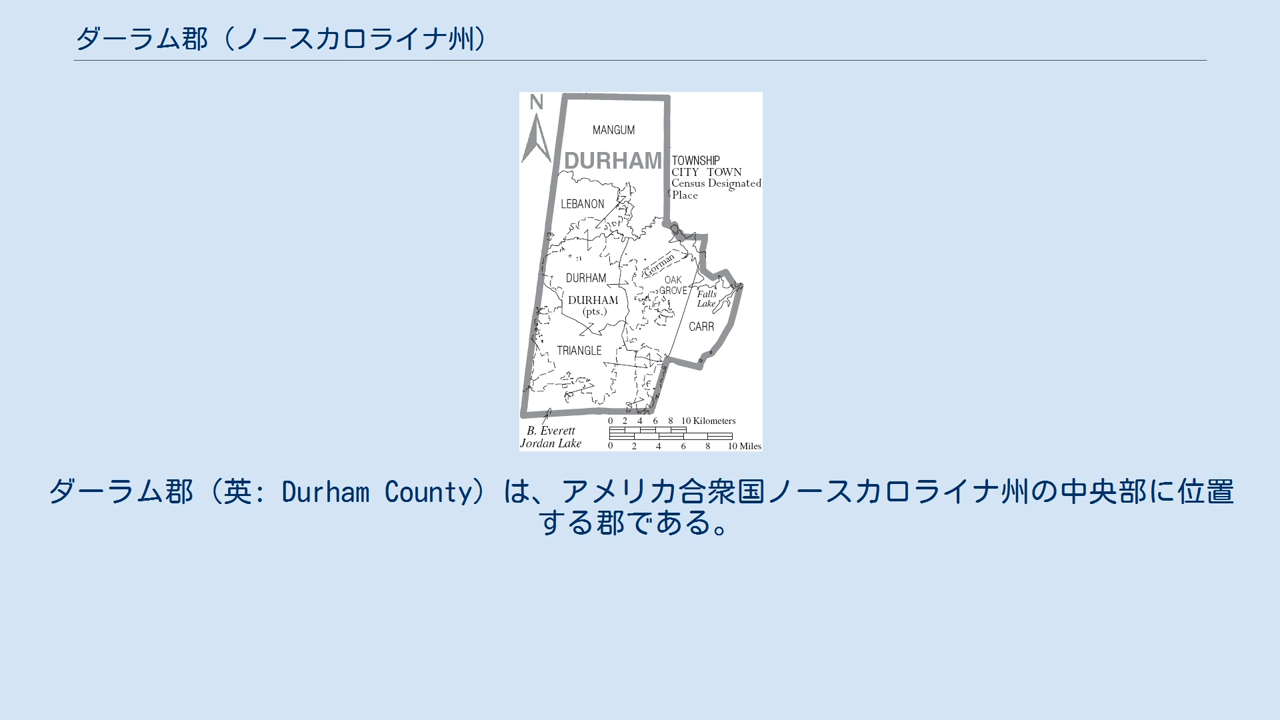 ダーラム郡（ノースカロライナ州）
N
MANGUM
DURHAM
TOWNSHIP
CITY TOWN
Census Designated
Place
LEBANON
Gorman
DURHAM
OAK
GROVE
DURHAM
(pts.)
Falls
Lake
CARR
TRIANGLE
0 2 4 6 8 10 Kilometers
0 2 4 6 8 10 Miles
B. Everett
Jordan Lake
ダーラム郡（英: Durham County）は、アメリカ合衆国ノースカロライナ州の中央部に位置
する郡である。